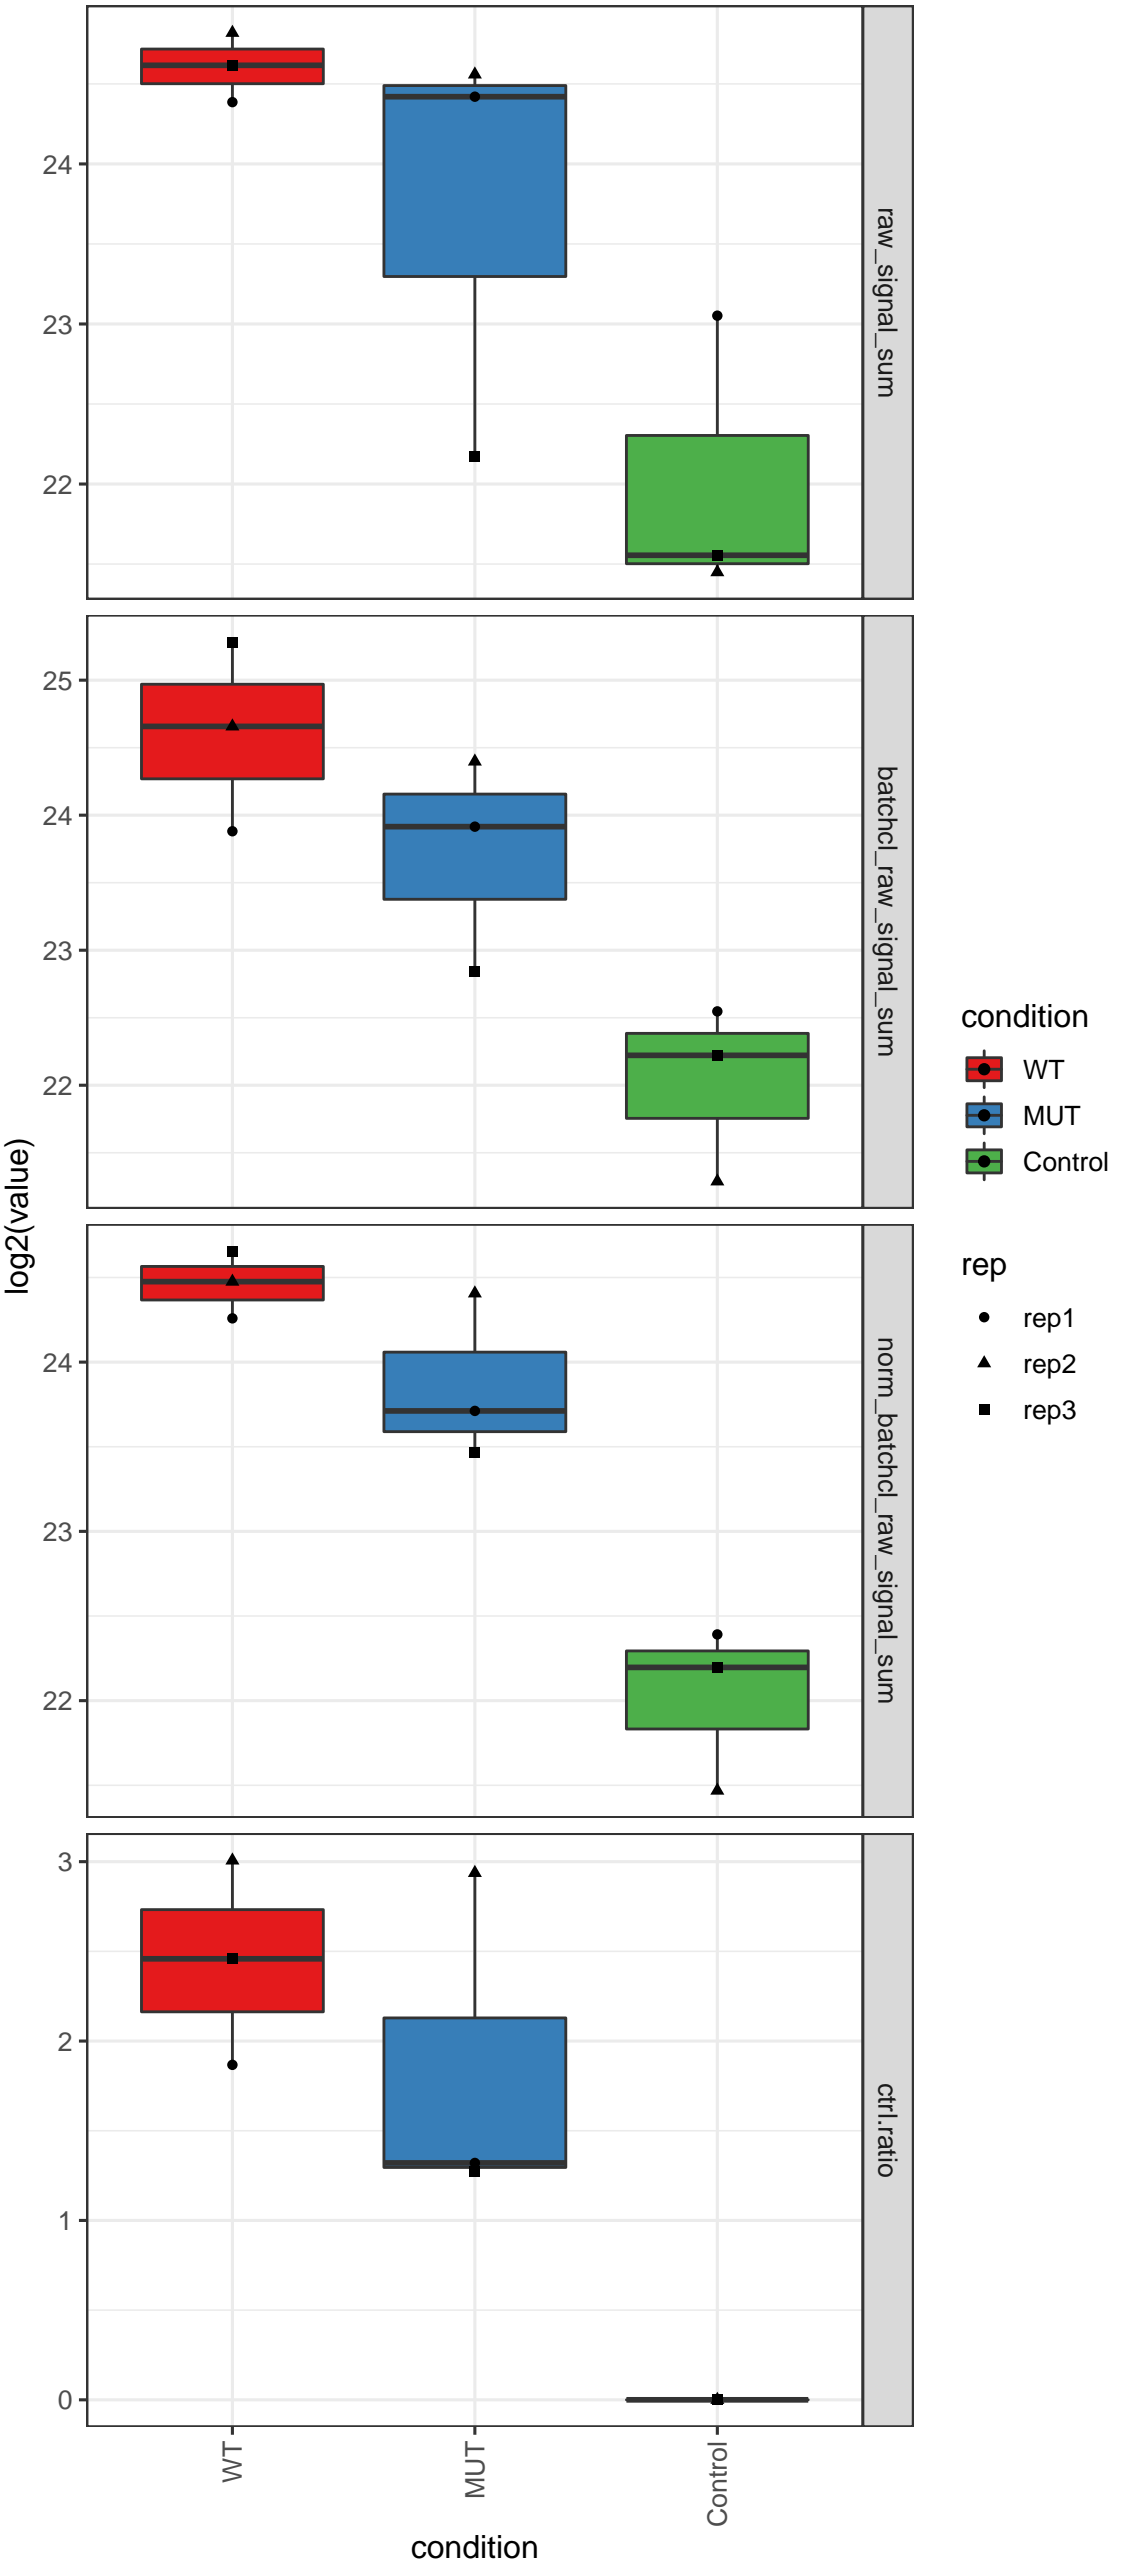 24
23
22
raw_signal_sum
25
24
23
22
batchcl_raw_signal_sum
24
23
22
norm_batchcl_raw_signal_sum
3
2
1
0
ctrl.ratio
WT
MUT
Control
condition
log2(value)
condition
WT
MUT
Control
rep
rep1
rep2
rep3